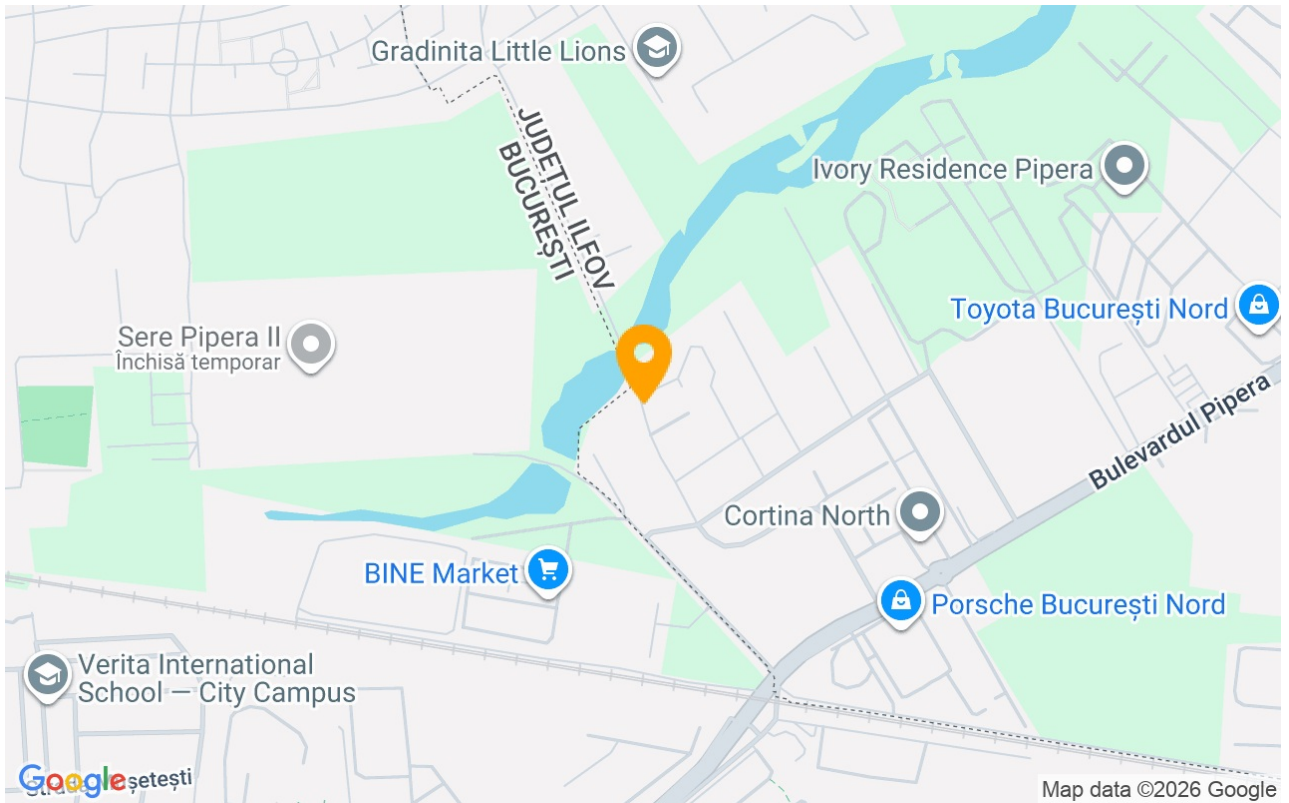 Gradinita Little Lions
JUDEȚUL ILFOV
BUCUREȘTI
Ivory Residence Pipera
Toyota București Nord
Sere Pipera II
Închisă temporar
Bulevardul Pipera
Cortina North
BINE Market
Porsche București Nord
Verita International
School — City Campus
Google
Map data ©2026 Google